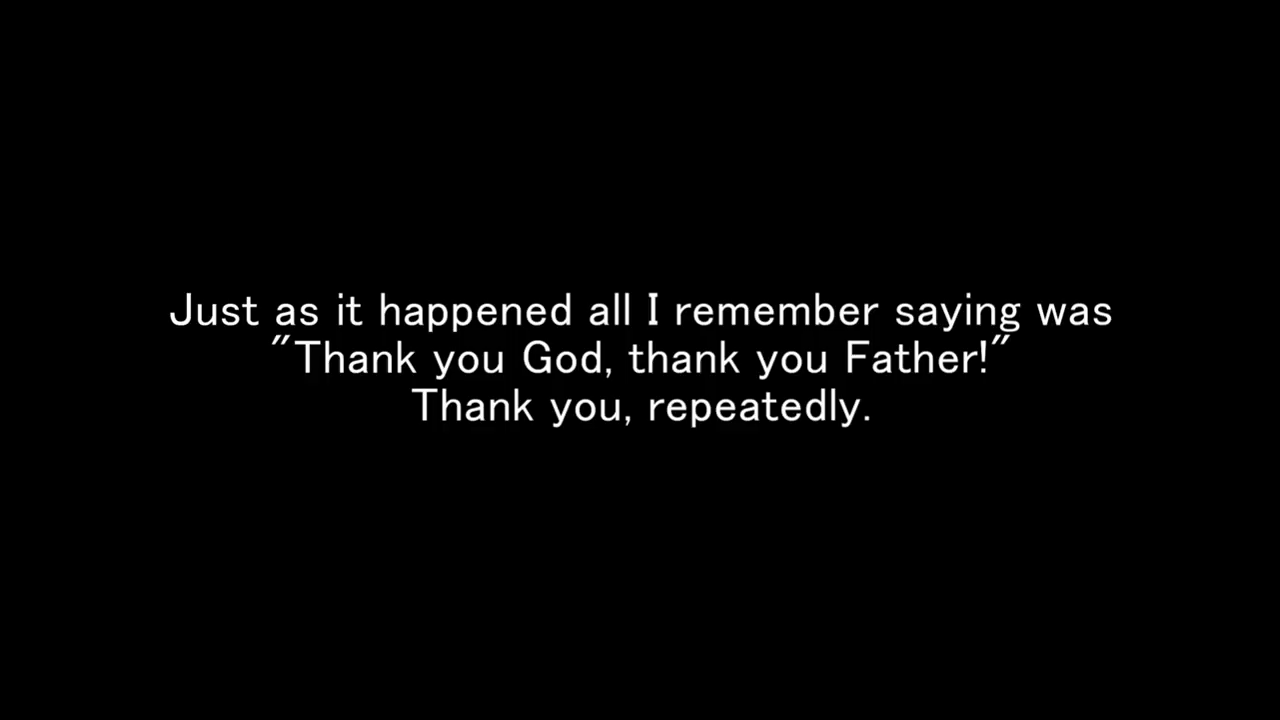 Just as it happened all I remember saying was
"Thank you God, thank you Father!"
Thank you, repeatedly.